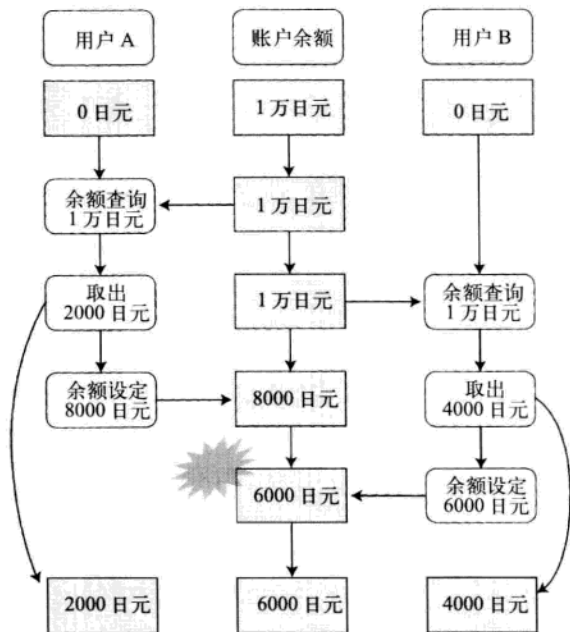 用户 A
账户余额
用户 B
0 日元
1 万日元
0 日元
余额查询
1 万日元
1 万日元
取出
2000 日元
1 万日元
余额查询
1 万日元
余额设定
8000 日元
8000 日元
取出
4000 日元
6000 日元
余额设定
6000 日元
2000 日元
6000 日元
4000 日元